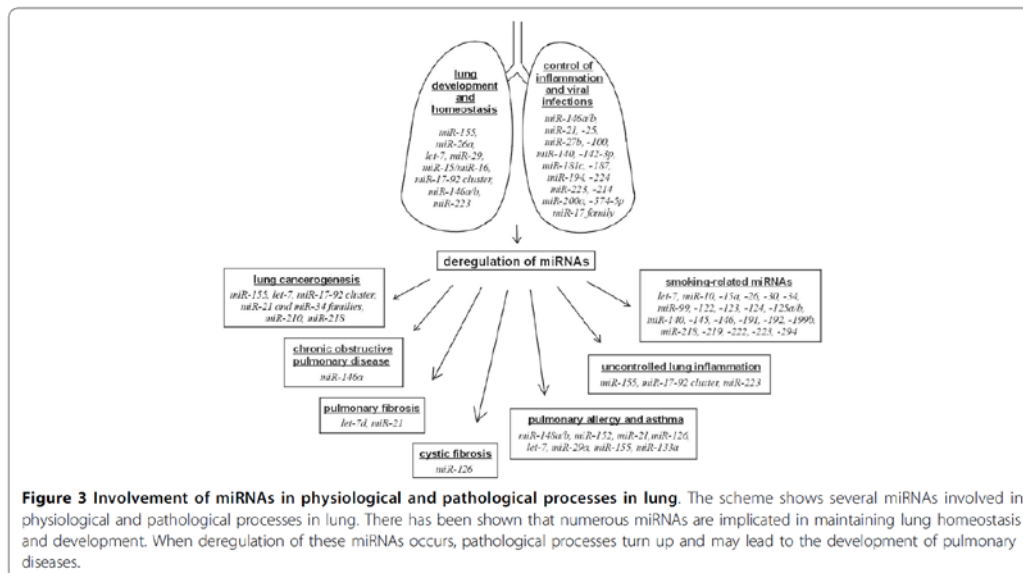 lung
development
and
homeostasis
miR-155,
miR-26a,
let-7, miR-29,
miR-15/miR-16,
miR-17-92 cluster,
miR-146a/b,
miR-223
control of
inflammation
and viral
infections
miR-146a/b
miR-21, -25,
miR-27b, -100,
miR-140, -142-3p,
miR-181c, -187,
miR-194, -224
miR-223, -214
miR-200c, -574-5p
miR-17 family
deregulation of miRNAs
lung cancerogenesis
miR-155, let-7, miR-17-92 cluster,
miR-21 and miR-34 families,
miR-210, miR-218
smoking-related miRNAs
let-7, miR-10, -15a, -26, -30, -34,
miR-99, -122, -123, -124, -125a/b,
miR-140, -145, -146, -191, -192, -199b,
miR-218, -219, -222, -223, -294
chronic obstructive
pulmonary disease
miR-146a
uncontrolled lung inflammation
miR-155, miR-17-92 cluster, miR-223
pulmonary fibrosis
let-7d, miR-21
pulmonary allergy and asthma
miR-148a/b, miR-152, miR-21,miR-126,
let-7, miR-29a, miR-155, miR-133a
cystic fibrosis
miR-126
Figure 3 Involvement of miRNAs in physiological and pathological processes in lung. The scheme shows several miRNAs involved in
physiological and pathological processes in lung. There has been shown that numerous miRNAs are implicated in maintaining lung homeostasis
and development. When deregulation of these miRNAs occurs, pathological processes turn up and may lead to the development of pulmonary
diseases.